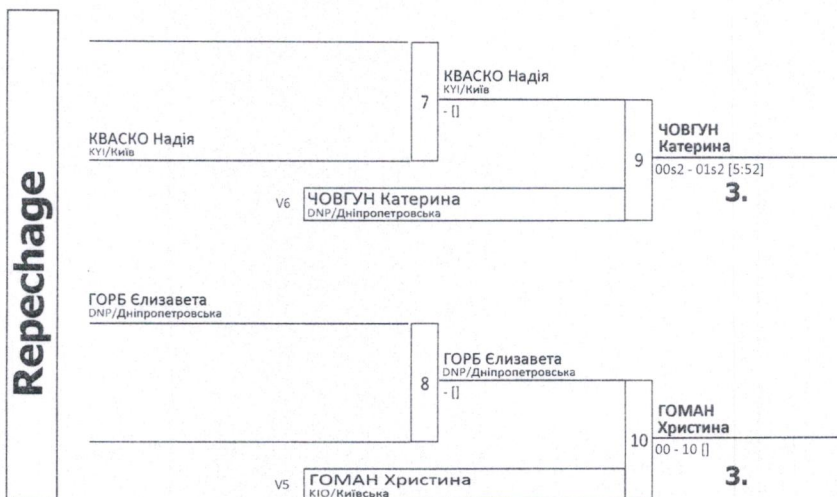 Repechage
КВАСКО Надія
KYI/Київ
7
КВАСКО Надія
KYI/Київ
- []
V6
ЧОВГУН Катерина
DNP/Дніпропетровська
9
ЧОВГУН
Катерина
00s2 - 01s2 [5:52]
3.
ГОРБ Єлизавета
DNP/Дніпропетровська
8
ГОРБ Єлизавета
DNP/Дніпропетровська
- []
V5
ГОМАН Христина
KIO/Київська
10
ГОМАН
Христина
00 - 10 []
3.